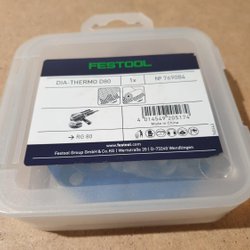 FESTOOL
DIA-THERMO D80
1x
№ 769084
4 014549 205174
Made in China
→ RG 80
www.festool.com
Festool Group GmbH & Co. KG | Wertstraße 20 | D-73240 Wendlingen